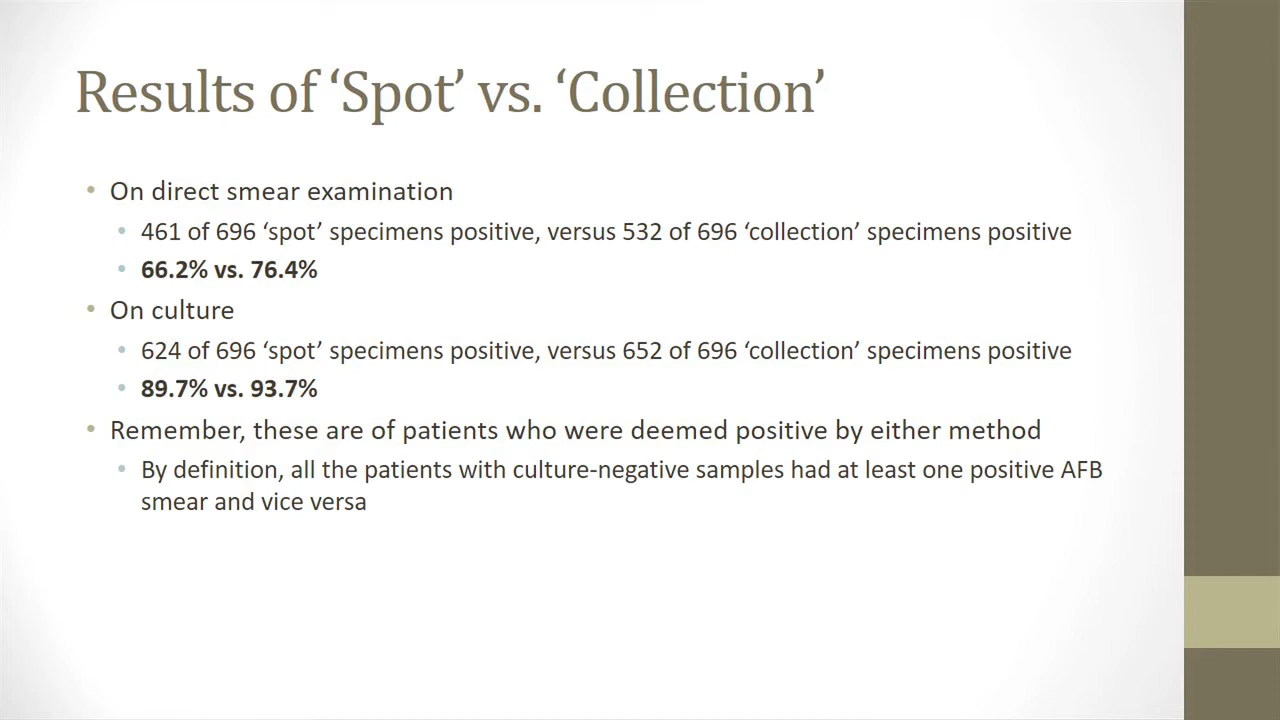 Results of ‘Spot’ vs. ‘Collection’
• On direct smear examination
• 461 of 696 ‘spot’ specimens positive, versus 532 of 696 ‘collection’ specimens positive
• 66.2% vs. 76.4%
• On culture
• 624 of 696 ‘spot’ specimens positive, versus 652 of 696 ‘collection’ specimens positive
• 89.7% vs. 93.7%
• Remember, these are of patients who were deemed positive by either method
• By definition, all the patients with culture-negative samples had at least one positive AFB
smear and vice versa